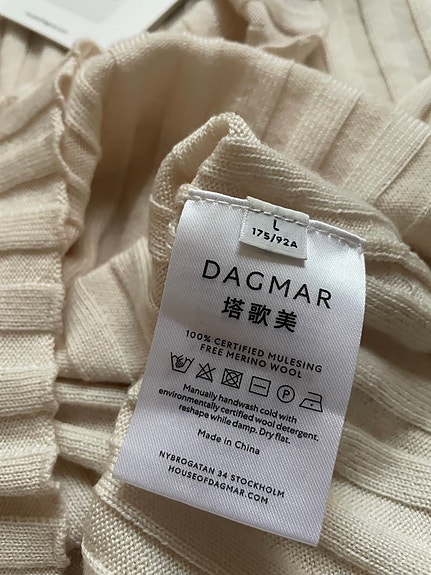 L
175/92A
DAGMAR
塔歌美
100% CERTIFIED MULESING
FREE MERINO WOOL
P
Manually handwash cold with
environmentally certified wool detergent,
reshape while damp. Dry flat.
Made in China
NYBROGATAN 34 STOCKHOLM
HOUSEOFDAGMAR.COM